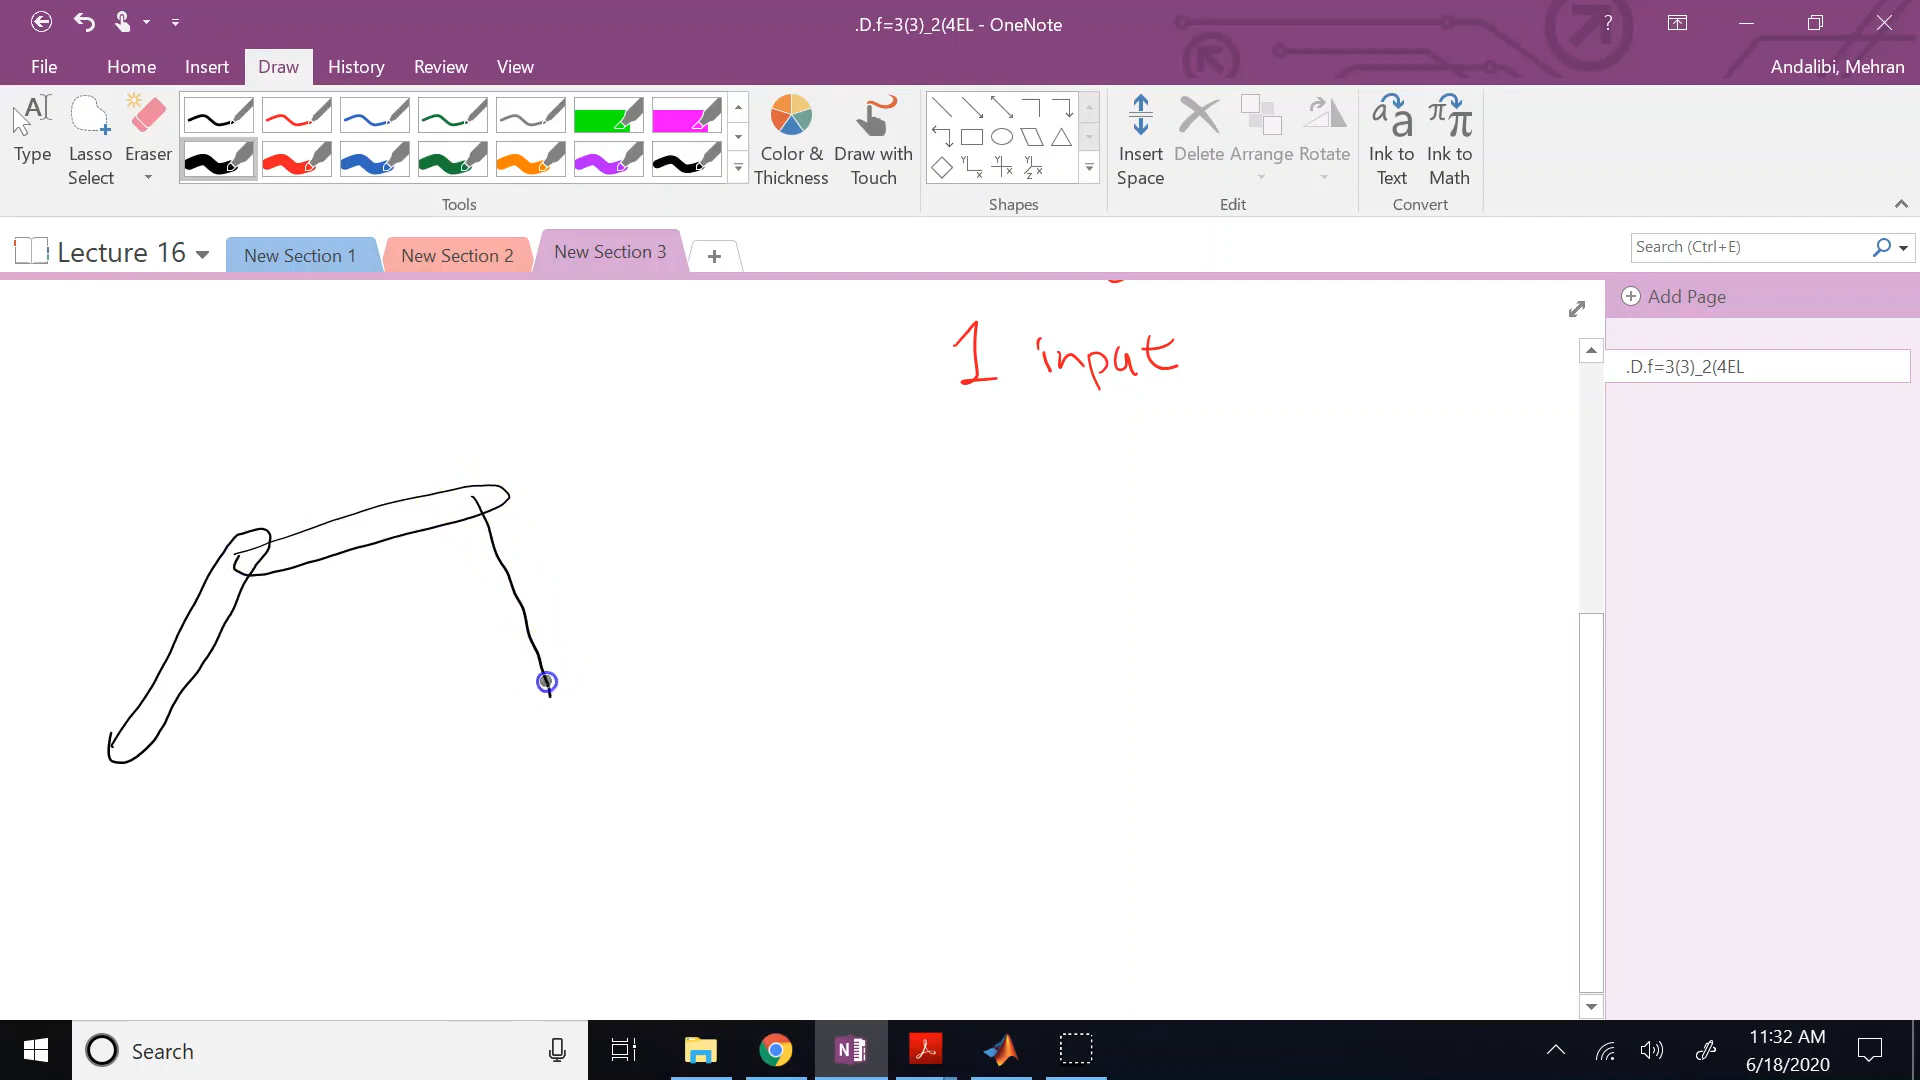 .D.f=3(3)_2(4EL - OneNote
?
File Home Insert Draw History Review View
Andalibi, Mehran
Type
Lasso Select
Eraser
Color & Thickness
Draw with Touch
Insert Space
Delete
Arrange
Rotate
Ink to Text
Ink to Math
Tools
Shapes
Edit
Convert
Lecture 16
New Section 1
New Section 2
New Section 3
Search (Ctrl+E)
Add Page
.D.f=3(3)_2(4EL
1 input
Search
11:32 AM
6/18/2020